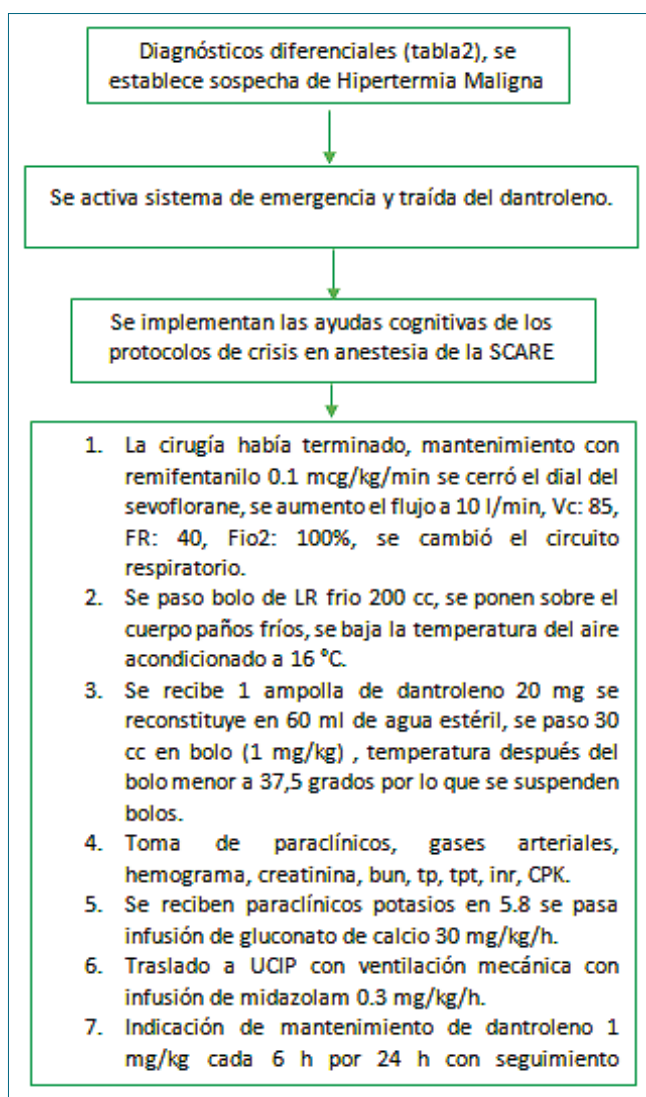 Diagnósticos diferenciales (tabla2), se
establece sospecha de Hipertermia Maligna
Se activa sistema de emergencia y traída del dantroleno.
Se implementan las ayudas cognitivas de los
protocolos de crisis en anestesia de la SCARE
1. La cirugía había terminado, mantenimiento con
remifentanilo 0.1 mcg/kg/min se cerró el dial del
sevoflorane, se aumento el flujo a 10 l/min, Vc: 85,
FR: 40, Fio2: 100%, se cambió el circuito
respiratorio.
2. Se paso bolo de LR frio 200 cc, se ponen sobre el
cuerpo paños fríos, se baja la temperatura del aire
acondicionado a 16 °C.
3. Se recibe 1 ampolla de dantroleno 20 mg se
reconstituye en 60 ml de agua estéril, se paso 30
cc en bolo (1 mg/kg) , temperatura después del
bolo menor a 37,5 grados por lo que se suspenden
bolos.
4. Toma de paraclínicos, gases arteriales,
hemograma, creatinina, bun, tp, tpt, inr, CPK.
5. Se reciben paraclínicos potasios en 5.8 se pasa
infusión de gluconato de calcio 30 mg/kg/h.
6. Traslado a UCIP con ventilación mecánica con
infusión de midazolam 0.3 mg/kg/h.
7. Indicación de mantenimiento de dantroleno 1
mg/kg cada 6 h por 24 h con seguimiento